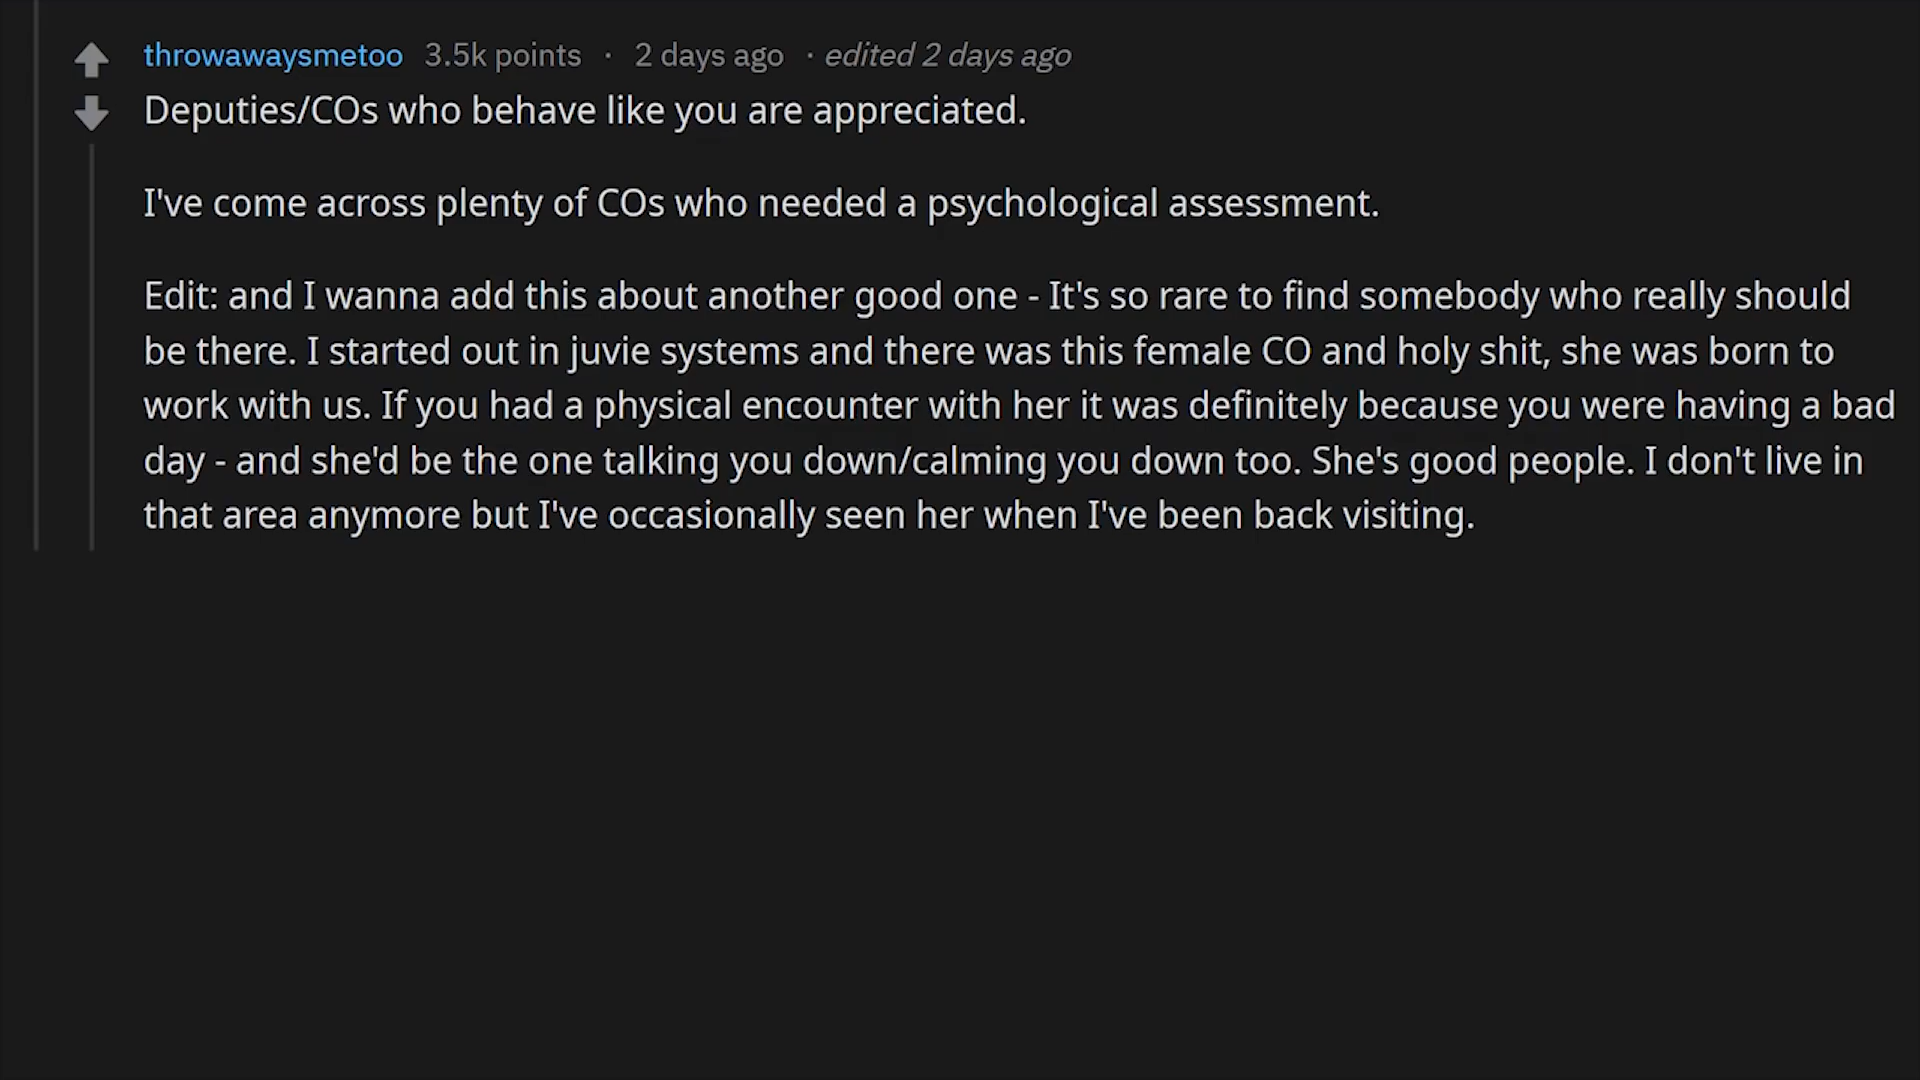 throwawaysmetoo 3.5k points · 2 days ago · edited 2 days ago
Deputies/COs who behave like you are appreciated.
I've come across plenty of COs who needed a psychological assessment.
Edit: and I wanna add this about another good one - It's so rare to find somebody who really should
be there. I started out in juvie systems and there was this female CO and holy shit, she was born to
work with us. If you had a physical encounter with her it was definitely because you were having a bad
day - and she'd be the one talking you down/calming you down too. She's good people. I don't live in
that area anymore but I've occasionally seen her when I've been back visiting.